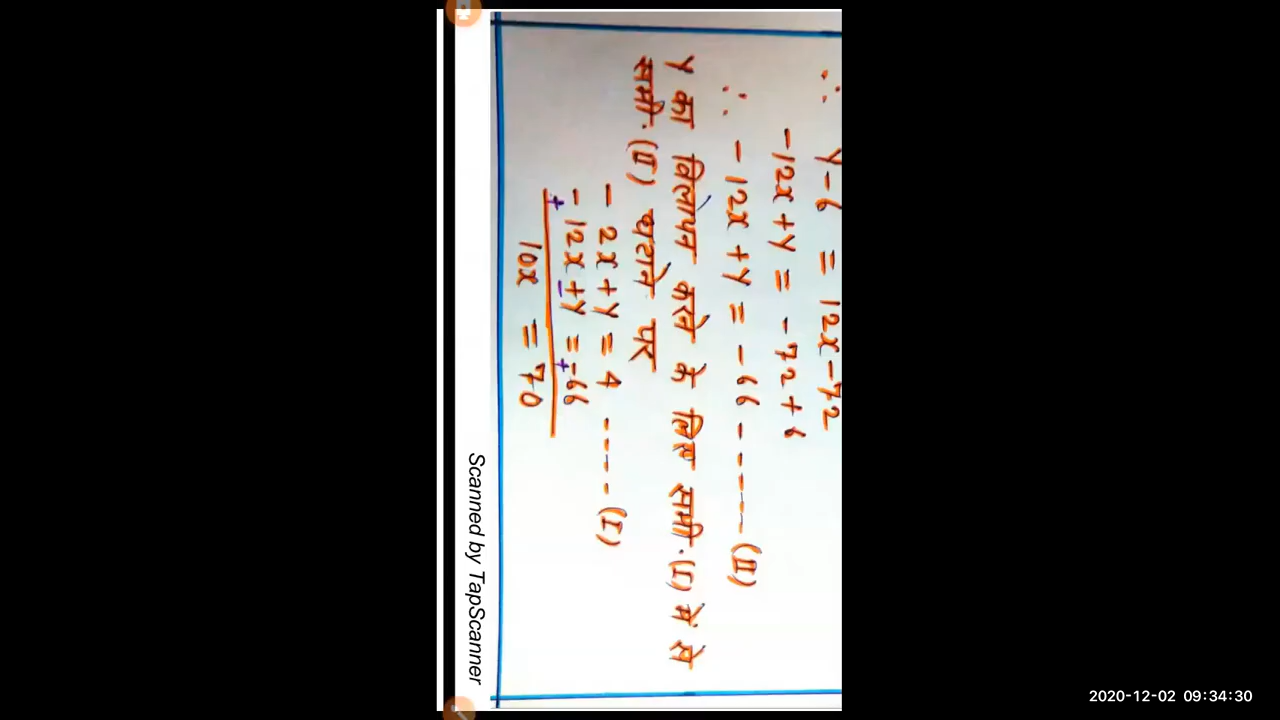 ∴ y-6 = 12x-72
-12x+y = -72+6
∴ -12x+y = -66 ------(II)
y का विलोपन करने के लिए समी.(I) में से
समी.(II) घटाने पर
- 2x+y = 4 -----(I)
-12x+y = -66
+ - +
10x = 70
Scanned by TapScanner
2020-12-02 09:34:30